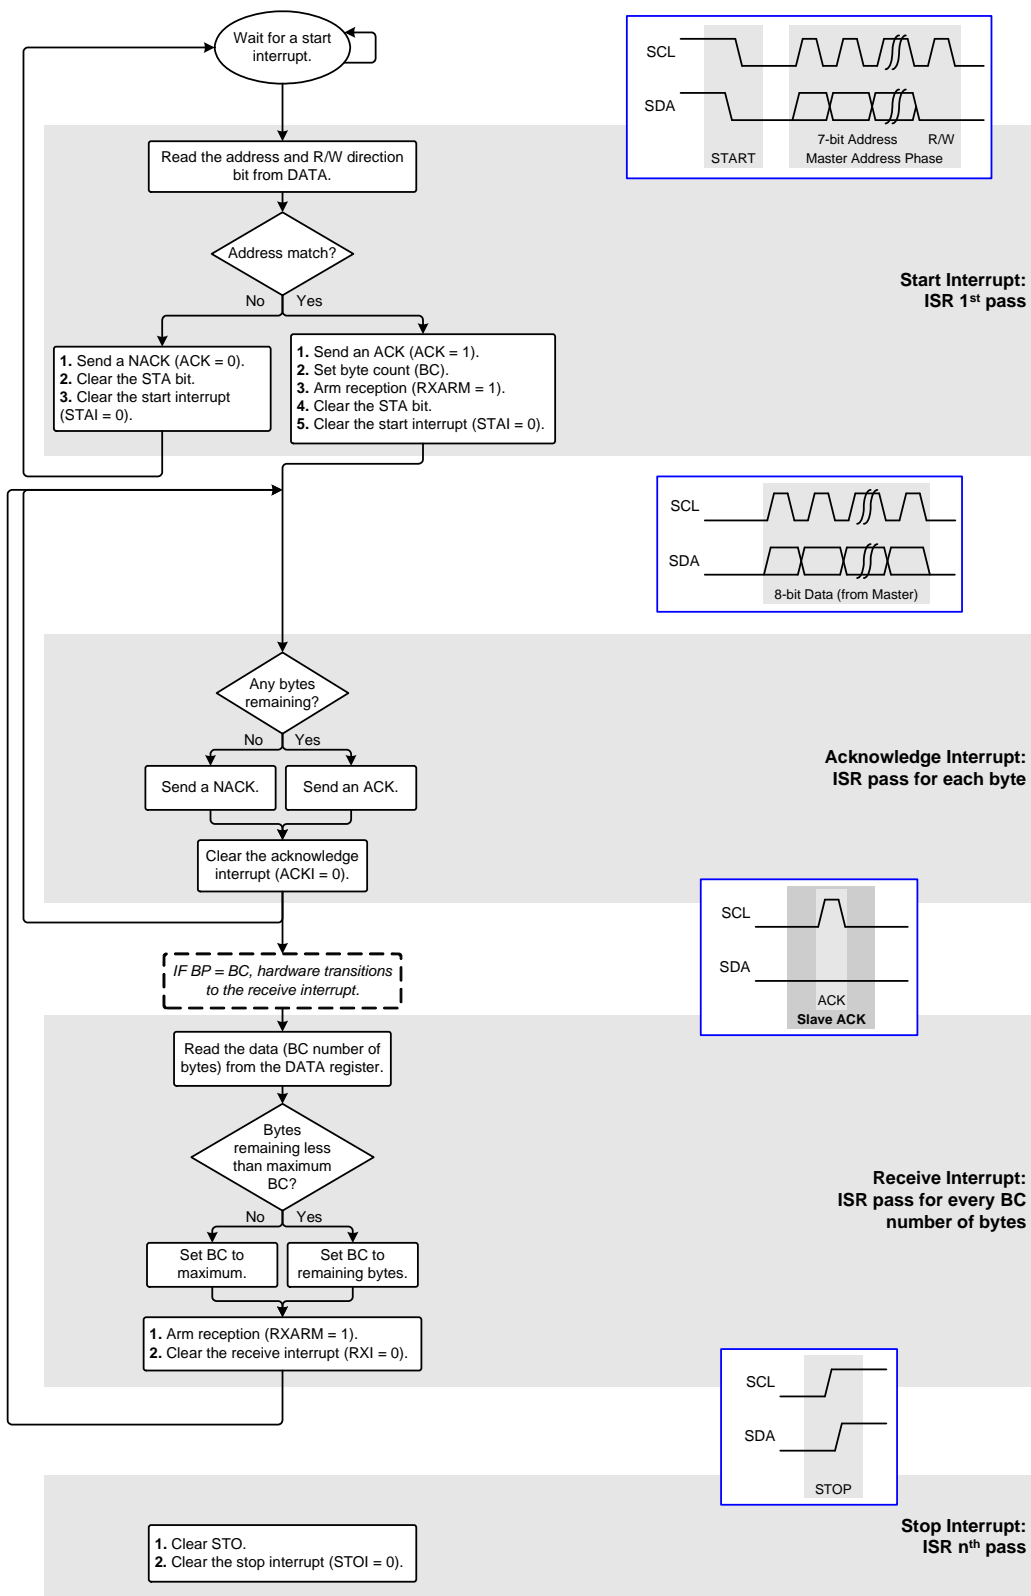 Wait for a start
interrupt.
SCL
SDA
7-bit Address R/W
START Master Address Phase
Read the address and R/W direction
bit from DATA.
Address match?
Start Interrupt:
ISR 1st pass
No Yes
1. Send a NACK (ACK = 0).
2. Clear the STA bit.
3. Clear the start interrupt
(STAI = 0).
1. Send an ACK (ACK = 1).
2. Set byte count (BC).
3. Arm reception (RXARM = 1).
4. Clear the STA bit.
5. Clear the start interrupt (STAI = 0).
SCL
SDA
8-bit Data (from Master)
Any bytes
remaining?
No Yes
Send a NACK.
Send an ACK.
Acknowledge Interrupt:
ISR pass for each byte
Clear the acknowledge
interrupt (ACKI = 0).
SCL
SDA
ACK
Slave ACK
IF BP = BC, hardware transitions
to the receive interrupt.
Read the data (BC number of
bytes) from the DATA register.
Bytes
remaining less
than maximum
BC?
Receive Interrupt:
ISR pass for every BC
number of bytes
No Yes
Set BC to
maximum.
Set BC to
remaining bytes.
1. Arm reception (RXARM = 1).
2. Clear the receive interrupt (RXI = 0).
SCL
SDA
STOP
Stop Interrupt:
ISR nth pass
1. Clear STO.
2. Clear the stop interrupt (STOI = 0).